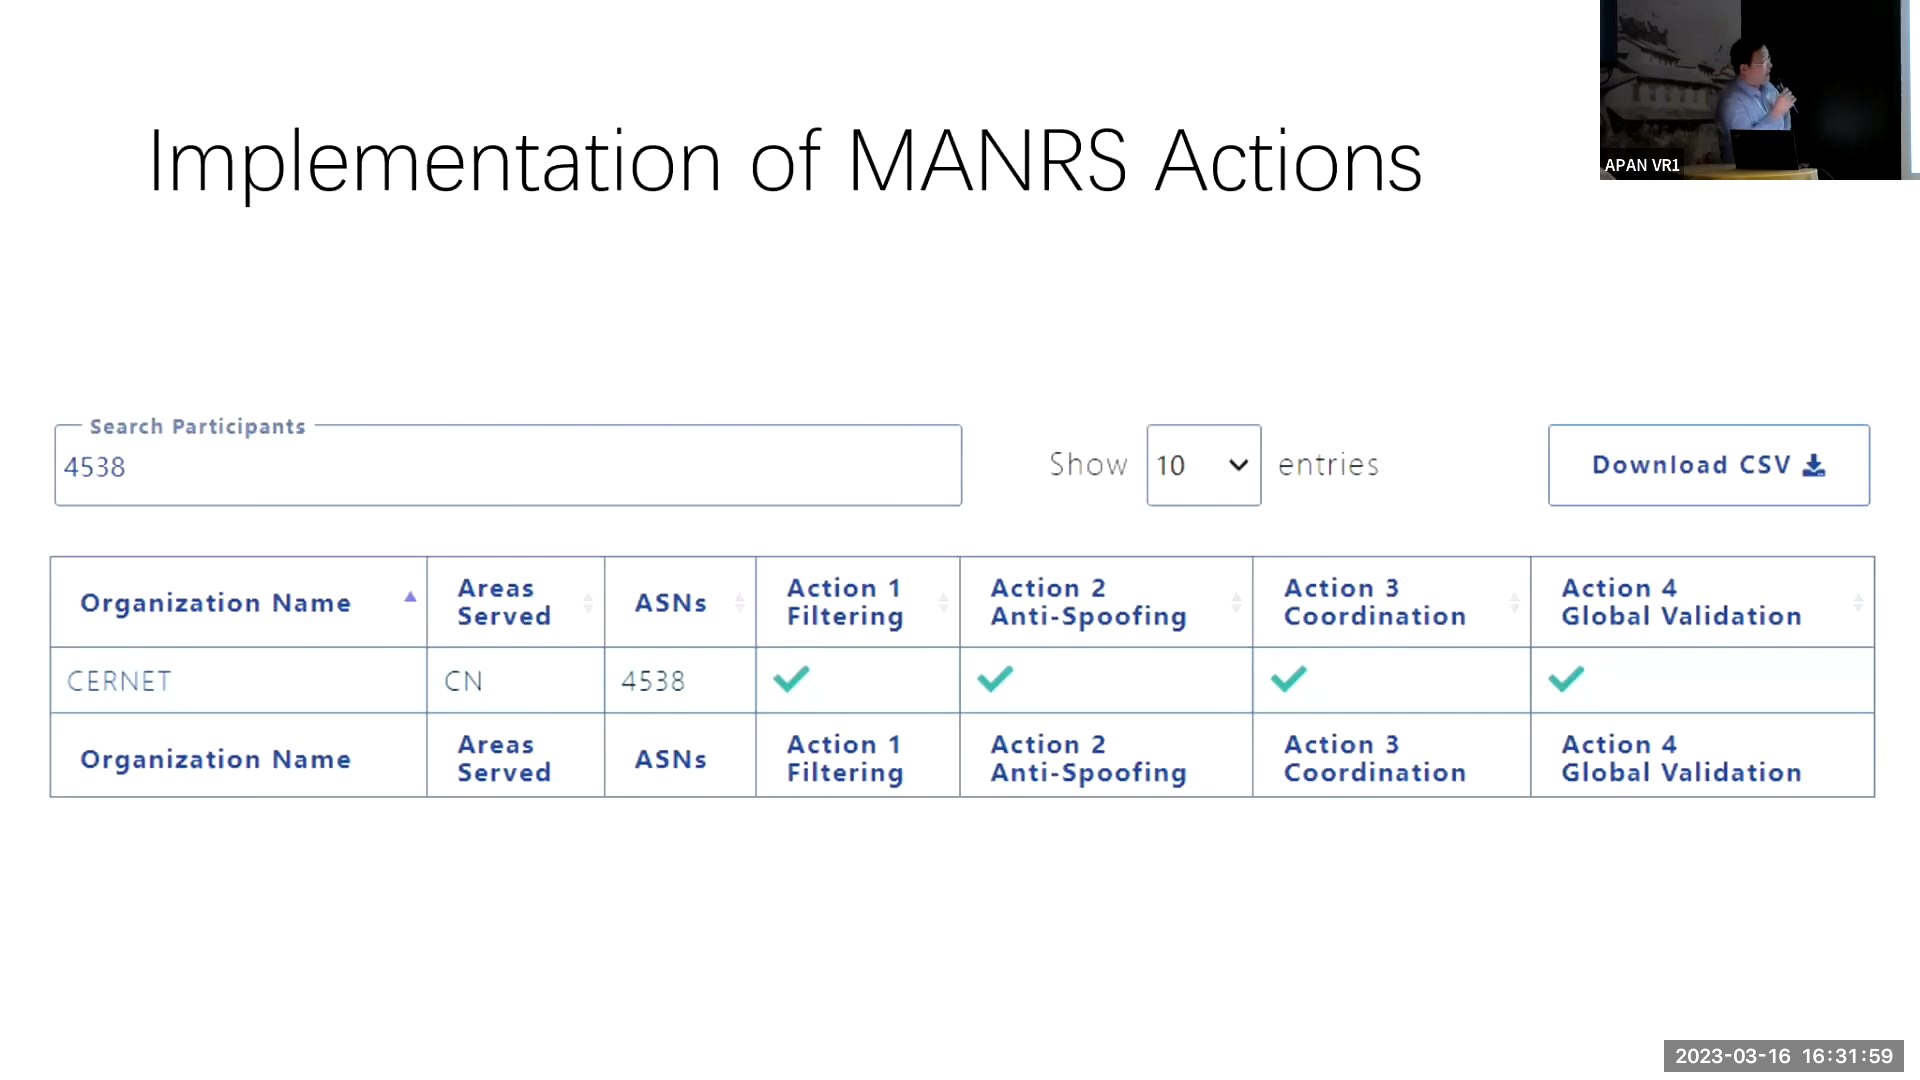 APAN VR1
Implementation of MANRS Actions
Search Participants
4538
Show 10 entries
Download CSV
Organization Name
Areas
Served
ASNs
Action 1
Filtering
Action 2
Anti-Spoofing
Action 3
Coordination
Action 4
Global Validation
CERNET
CN
4538
Organization Name
Areas
Served
ASNs
Action 1
Filtering
Action 2
Anti-Spoofing
Action 3
Coordination
Action 4
Global Validation
2023-03-16 16:31:59